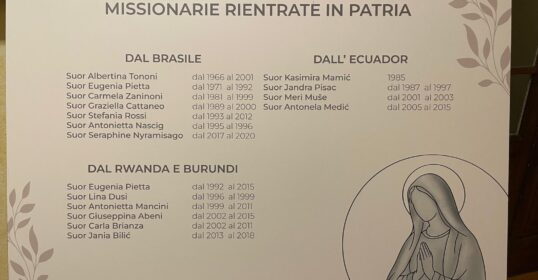 MISSIONARIE RIENTRATE IN PATRIA
DAL BRASILE
Suor Albertina Tononi dal 1966 al 2001
Suor Eugenia Pietta dal 1971 al 1992
Suor Carmela Zaninoni dal 1981 al 1999
Suor Graziella Cattaneo dal 1989 al 2000
Suor Stefania Rossi dal 1993 al 2012
Suor Antonietta Nascig dal 1995 al 1996
Suor Seraphine Nyramisago dal 2017 al 2020
DALL' ECUADOR
Suor Kasimira Mamić 1985
Suor Jandra Pisac dal 1987 al 1997
Suor Meri Muše dal 2001 al 2003
Suor Antonela Medić dal 2005 al 2015
DAL RWANDA E BURUNDI
Suor Eugenia Pietta dal 1992 al 2015
Suor Lina Dusi dal 1996 al 1999
Suor Antonietta Mancini dal 1999 al 2011
Suor Giuseppina Abeni dal 2002 al 2015
Suor Carla Brianza dal 2002 al 2011
Suor Jania Bilić dal 2013 al 2018